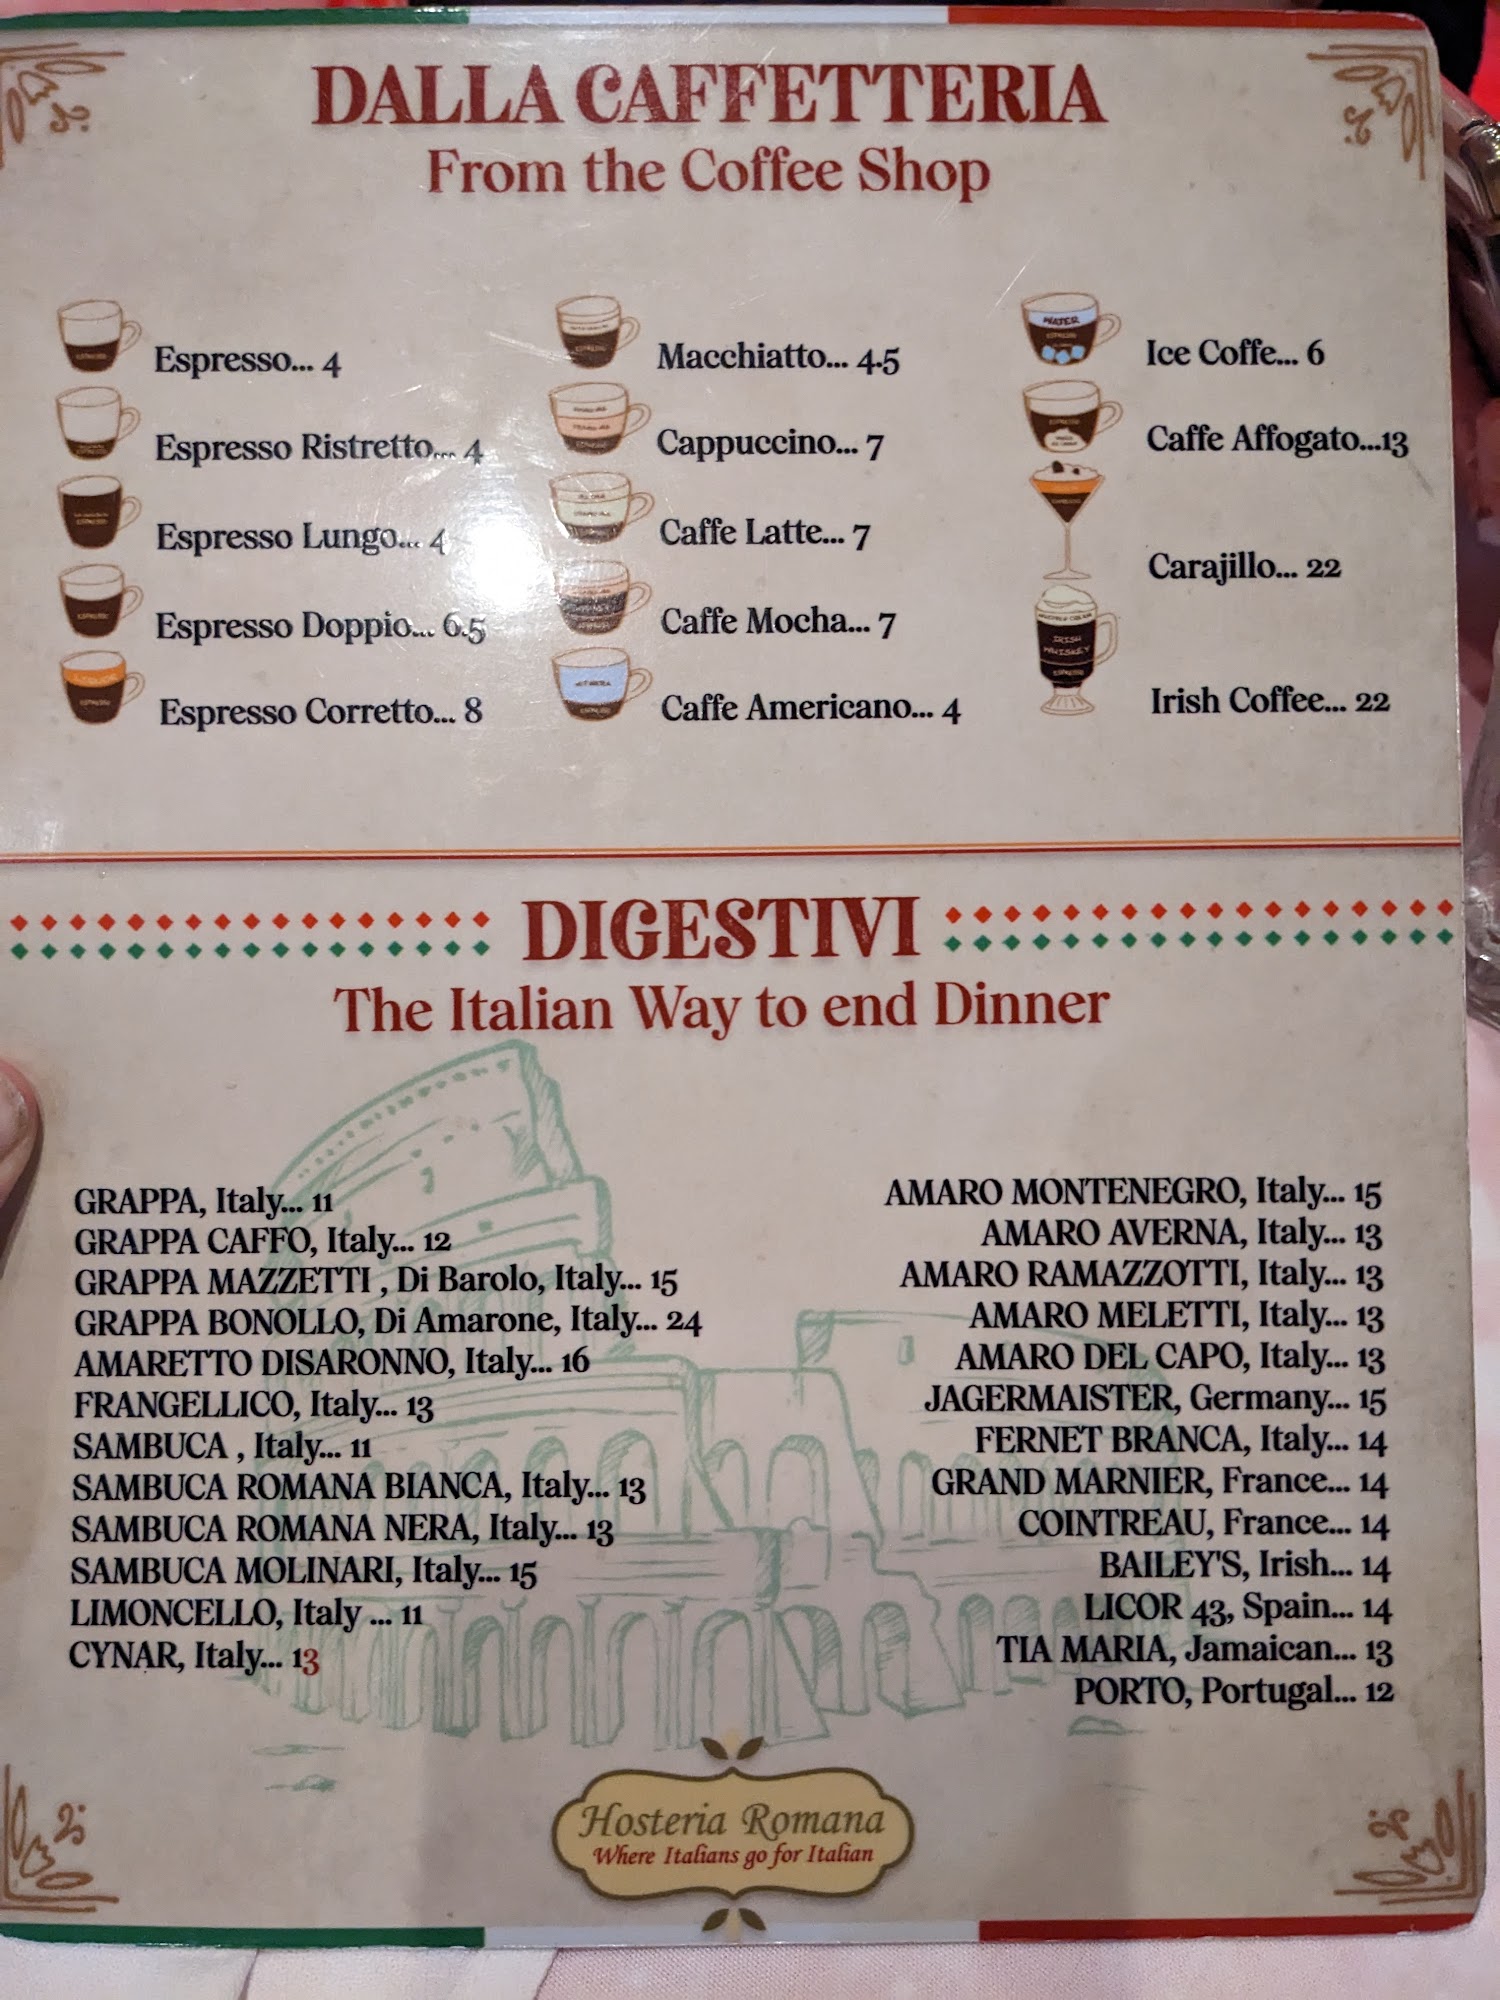 DALLA CAFFETTERIA
From the Coffee Shop
Espresso... 4
Espresso Ristretto.... 4
Espresso Lungo... 4
Espresso Doppio... 6.5
LIQUOR
ESPRESSO
Espresso Corretto... 8
Macchiatto... 4.5
Cappuccino... 7
Caffe Latte... 7
Caffe Mocha... 7
Caffe Americano... 4
WATER
ESPRESSO
Ice Coffe... 6
Caffe Affogato...13
Carajillo... 22
IRISH
WHISKEY
ESPRESSO
Irish Coffee... 22
DIGESTIVI
The Italian Way to end Dinner
GRAPPA, Italy... 11
GRAPPA CAFFO, Italy... 12
GRAPPA MAZZETTI , Di Barolo, Italy... 15
GRAPPA BONOLLO, Di Amarone, Italy... 24
AMARETTO DISARONNO, Italy... 16
FRANGELLICO, Italy... 13
SAMBUCA , Italy... 11
SAMBUCA ROMANA BIANCA, Italy... 13
SAMBUCA ROMANA NERA, Italy... 13
SAMBUCA MOLINARI, Italy... 15
LIMONCELLO, Italy ... 11
CYNAR, Italy... 13
AMARO MONTENEGRO, Italy... 15
AMARO AVERNA, Italy... 13
AMARO RAMAZZOTTI, Italy... 13
AMARO MELETTI, Italy... 13
AMARO DEL CAPO, Italy... 13
JAGERMAISTER, Germany... 15
FERNET BRANCA, Italy... 14
GRAND MARNIER, France... 14
COINTREAU, France... 14
BAILEY'S, Irish... 14
LICOR 43, Spain... 14
TIA MARIA, Jamaican... 13
PORTO, Portugal... 12
Hosteria Romana
Where Italians go for Italian